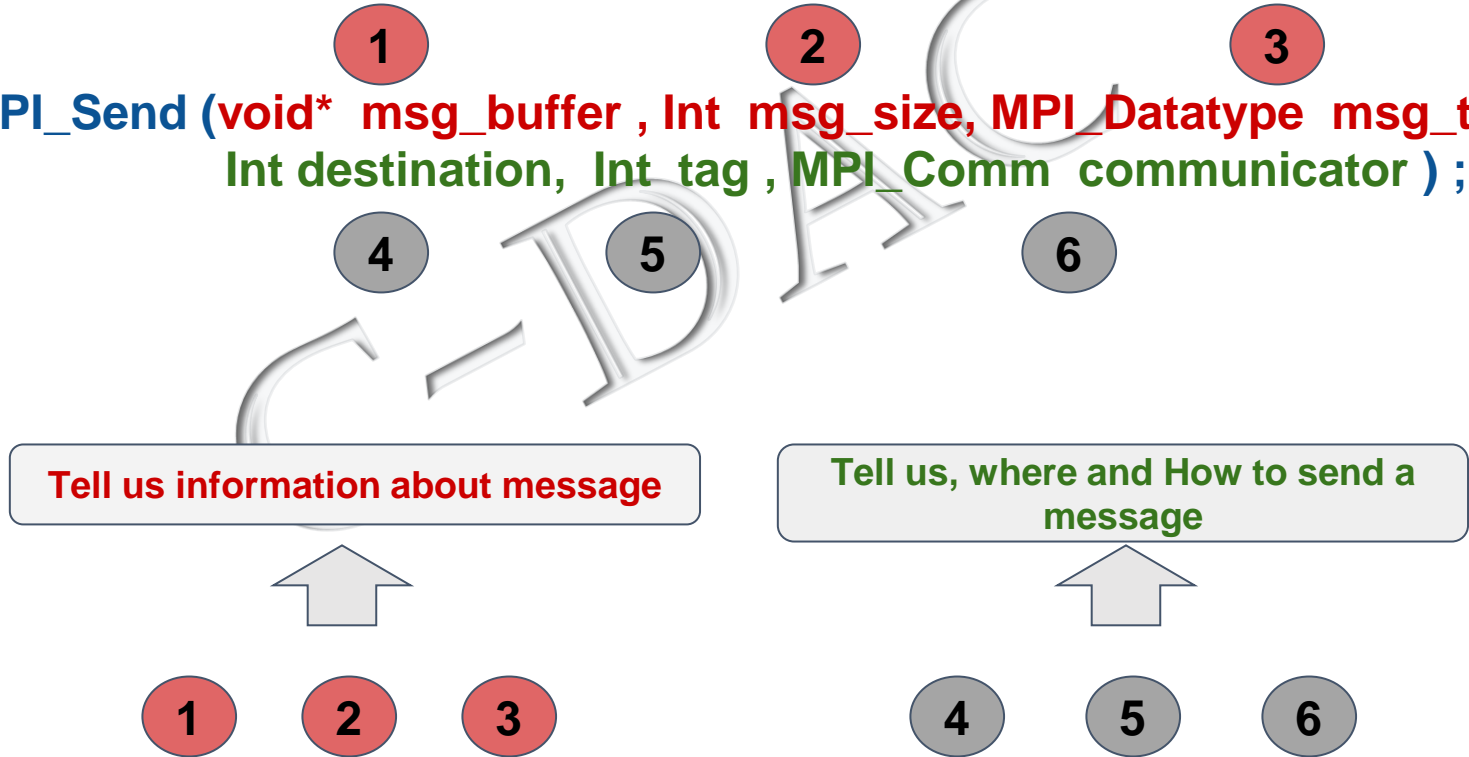 1 2 3
PI_Send (void* msg_buffer , Int msg_size, MPI_Datatype msg_t
Int destination, Int tag , MPI_Comm communicator ) ;
4 5 6
C-DAC
Tell us information about message
Tell us, where and How to send a
message
1 2 3
4 5 6